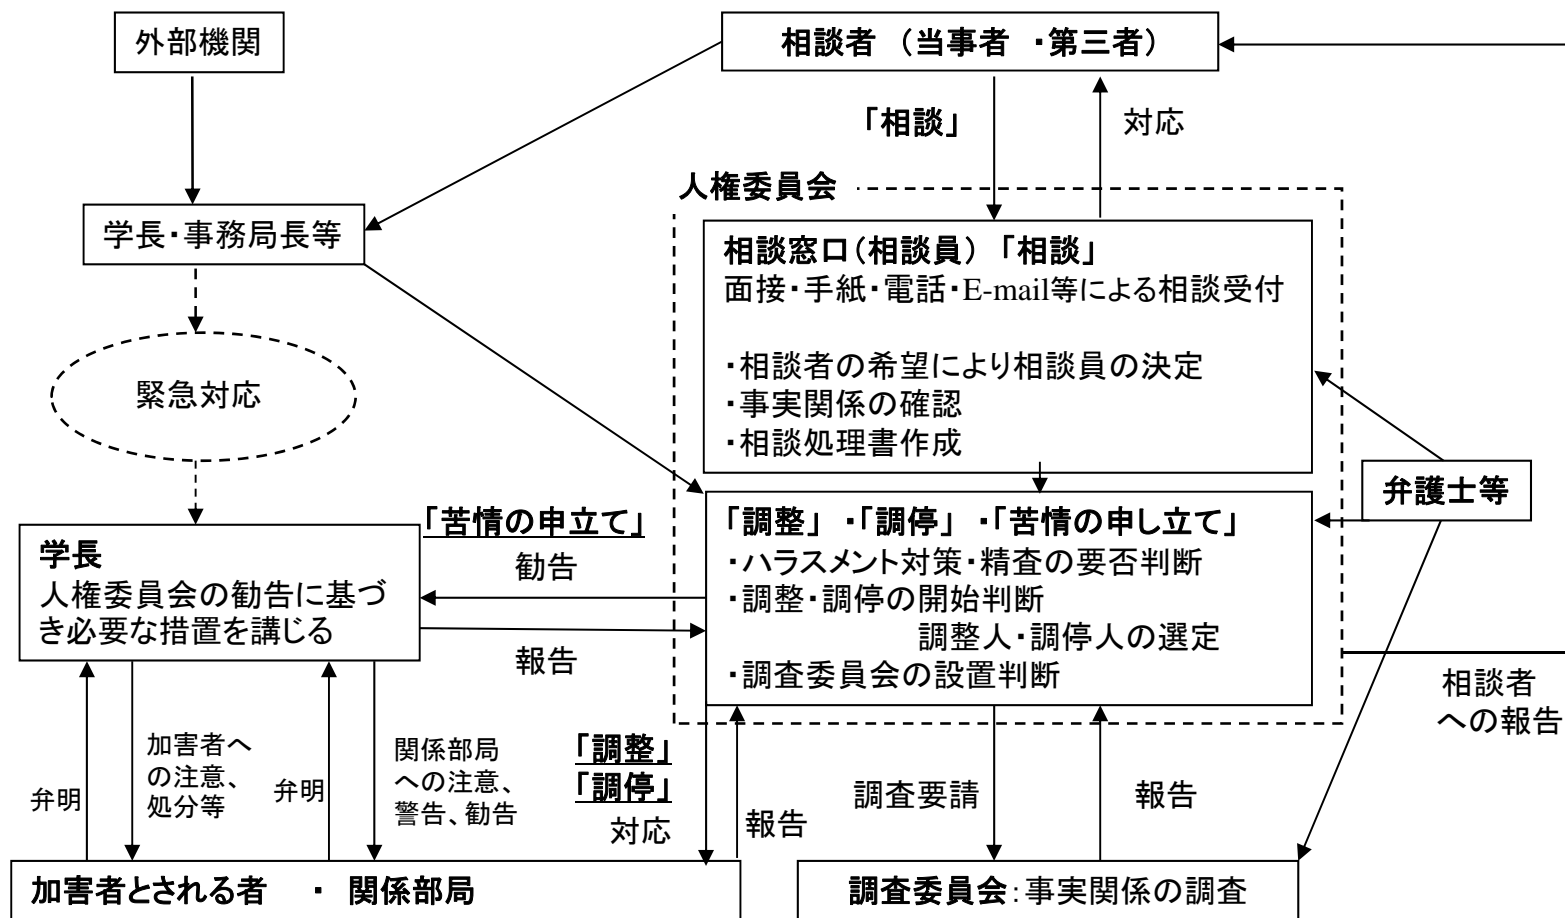 外部機関
相談者 （当事者 ・第三者）
「相談」
対応
人権委員会
学長・事務局長等
相談窓口（相談員）「相談」
面接・手紙・電話・E-mail等による相談受付
・相談者の希望により相談員の決定
・事実関係の確認
・相談処理書作成
緊急対応
弁護士等
「苦情の申立て」
勧告
報告
「調整」・「調停」・「苦情の申し立て」
・ハラスメント対策・精査の要否判断
・調整・調停の開始判断
調整人・調停人の選定
・調査委員会の設置判断
学長
人権委員会の勧告に基づ
き必要な措置を講じる
相談者
への報告
弁明
加害者へ
の注意、
処分等
弁明
関係部局
への注意、
警告、勧告
「調整」
「調停」
対応
報告
調査要請
報告
加害者とされる者 ・ 関係部局
調査委員会：事実関係の調査